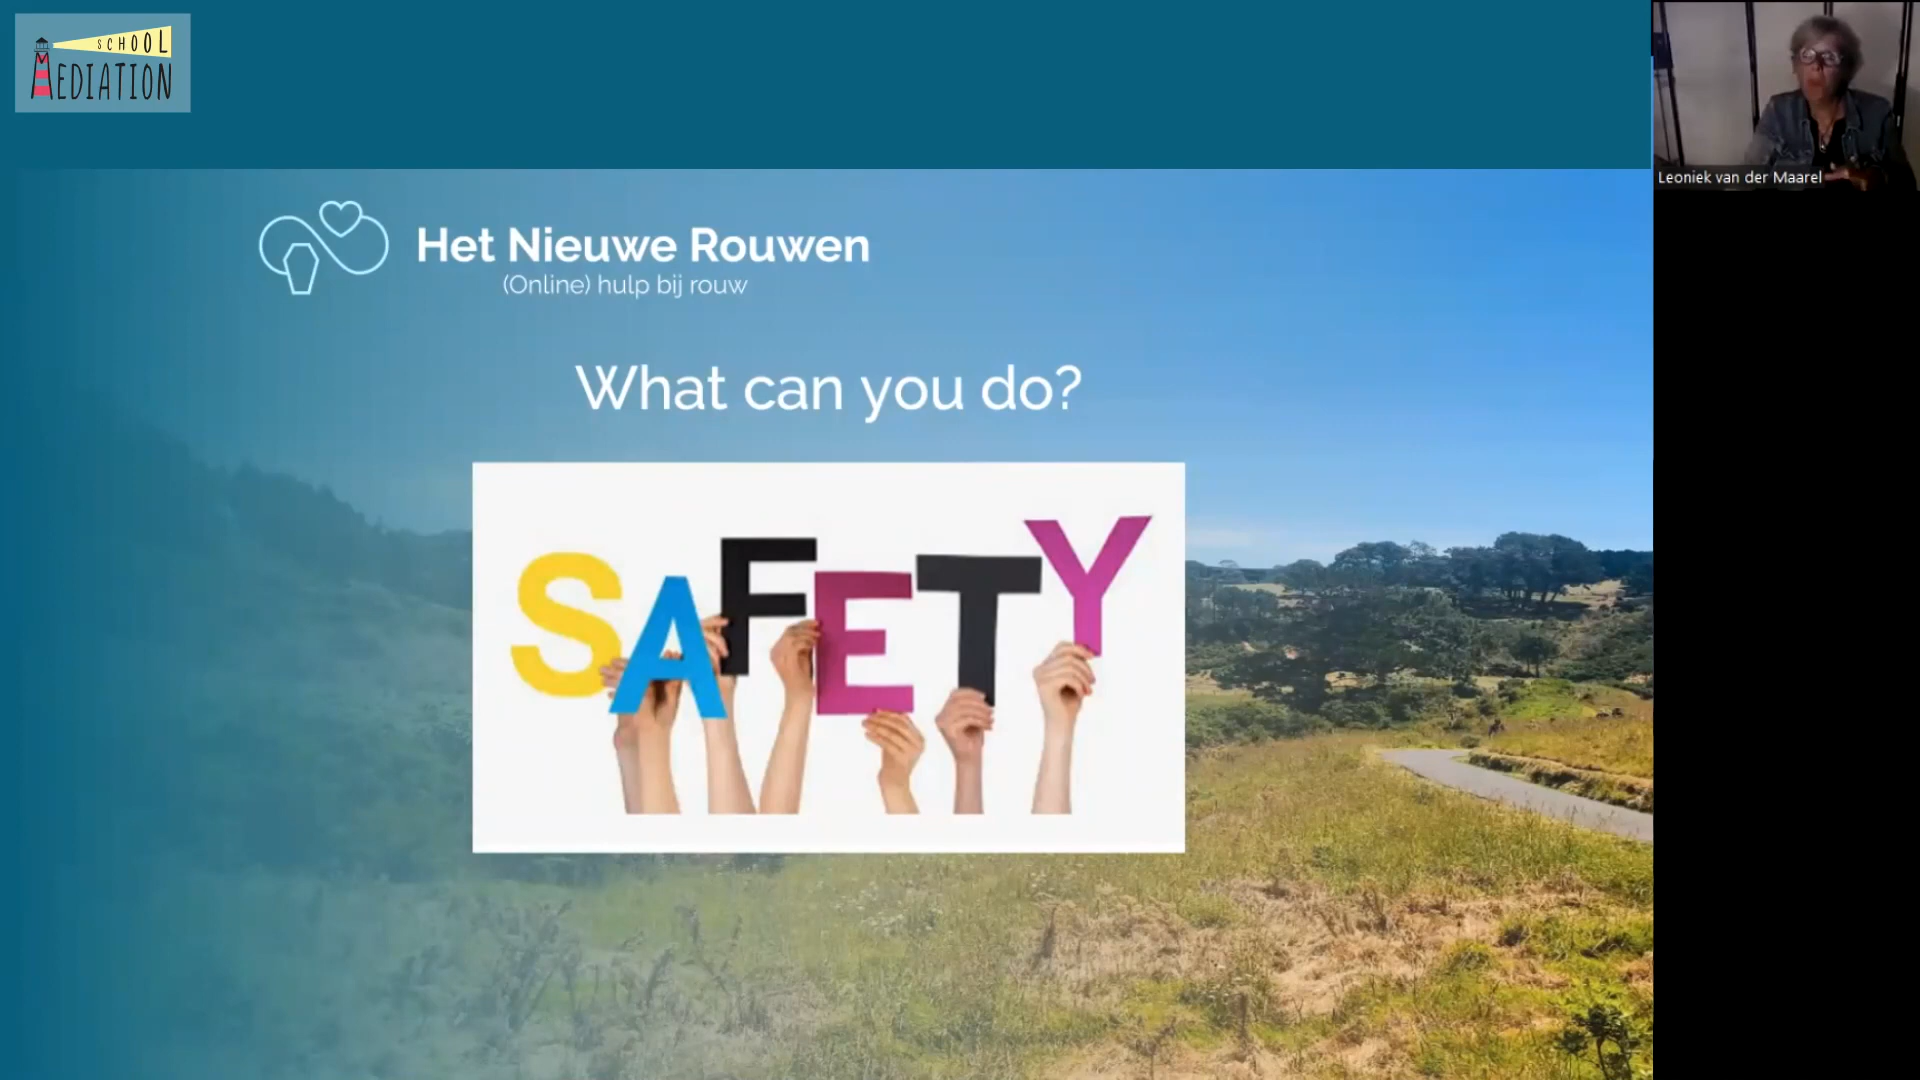 SCHOOL
MEDIATION
Leoniek van der Maarel
Het Nieuwe Rouwen
(Online) hulp bij rouw
What can you do?
SAFETY